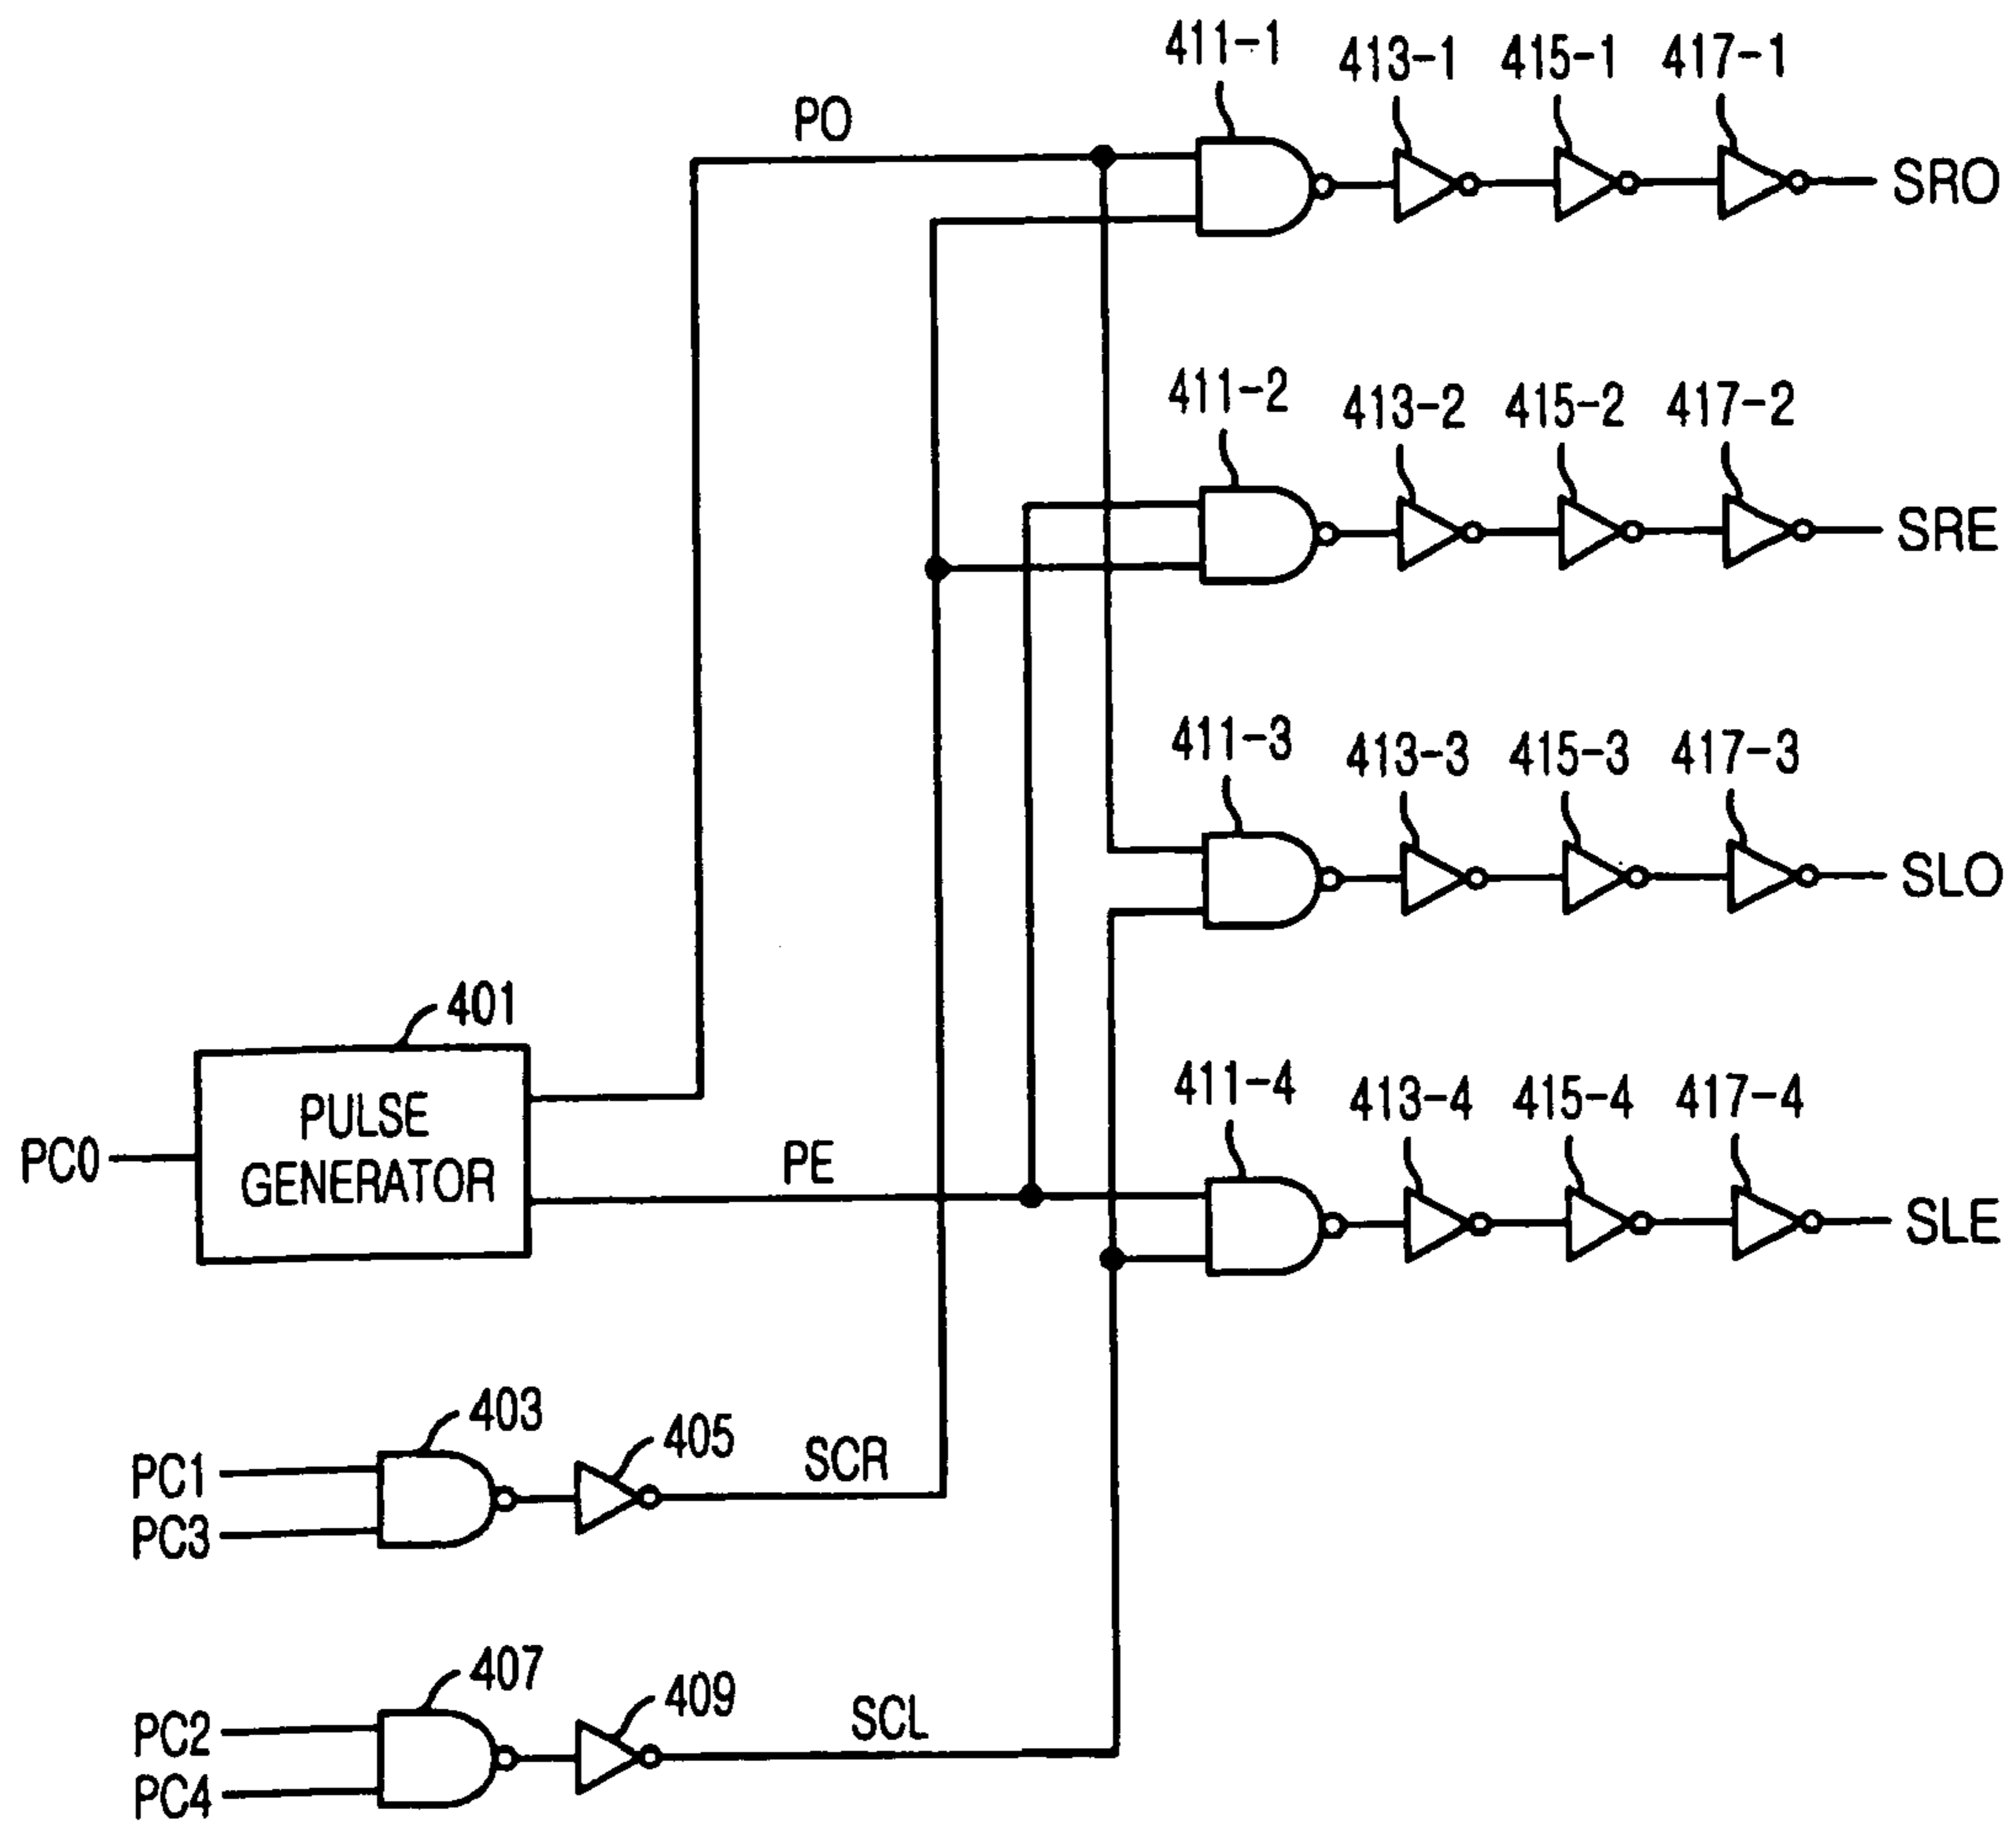 411-1
413-1 415-1 417-1
PO
SRO
411-2
413-2 415-2 417-2
SRE
411-3
413-3 415-3 417-3
SLO
401
PULSE
GENERATOR
PC0
PE
411-4
413-4 415-4 417-4
SLE
403
405
PC1
PC3
SCR
407
409
PC2
PC4
SCL